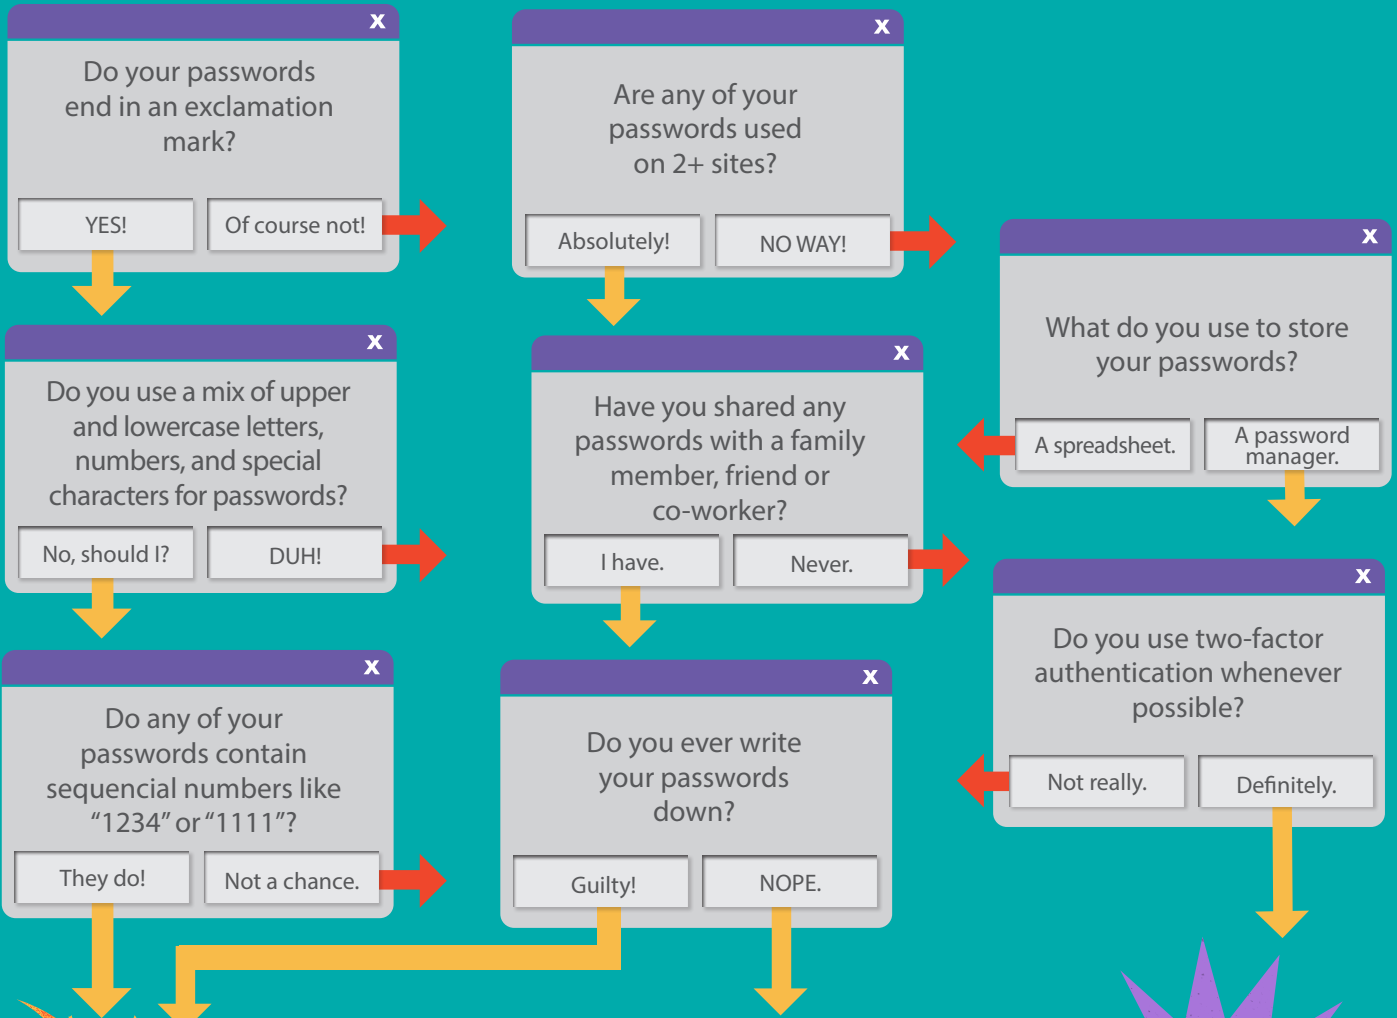 X
Do your passwords
end in an exclamation
mark?
YES!
Of course not!
X
Are any of your
passwords used
on 2+ sites?
Absolutely!
NO WAY!
X
What do you use to store
your passwords?
A spreadsheet.
A password
manager.
X
Do you use a mix of upper
and lowercase letters,
numbers, and special
characters for passwords?
No, should I?
DUH!
X
Have you shared any
passwords with a family
member, friend or
co-worker?
I have.
Never.
X
Do you use two-factor
authentication whenever
possible?
Not really.
Definitely.
X
Do any of your
passwords contain
sequencial numbers like
“1234” or “1111”?
They do!
Not a chance.
X
Do you ever write
your passwords
down?
Guilty!
NOPE.